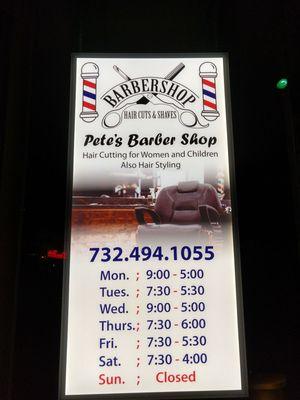 BARBERSHOP
HAIR CUTS & SHAVES
Pete's Barber Shop
Hair Cutting for Women and Children
Also Hair Styling
732.494.1055
Mon. ; 9:00 - 5:00
Tues. ; 7:30 - 5:30
Wed. ; 9:00 - 5:00
Thurs. ; 7:30 - 6:00
Fri. ; 7:30 - 5:30
Sat. ; 7:30 - 4:00
Sun. ; Closed